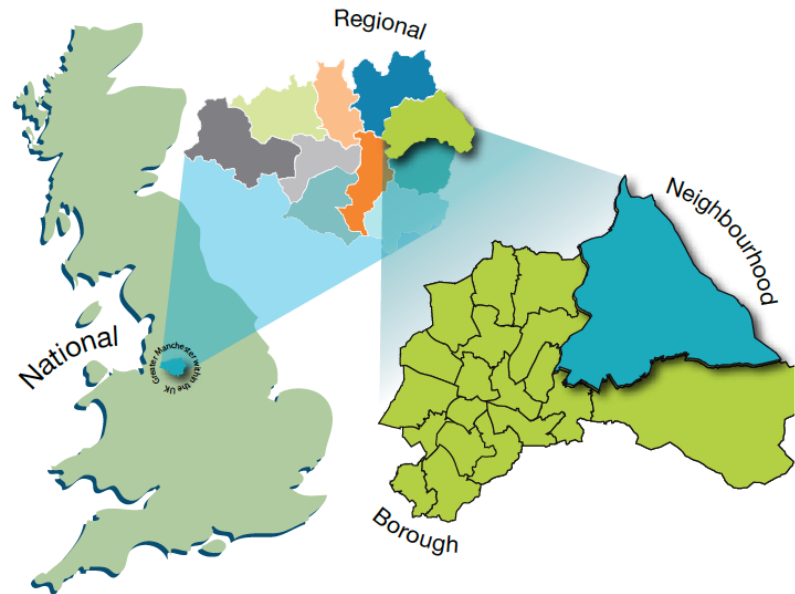 Regional
Neighbourhood
National
Greater Manchester within the UK
Borough